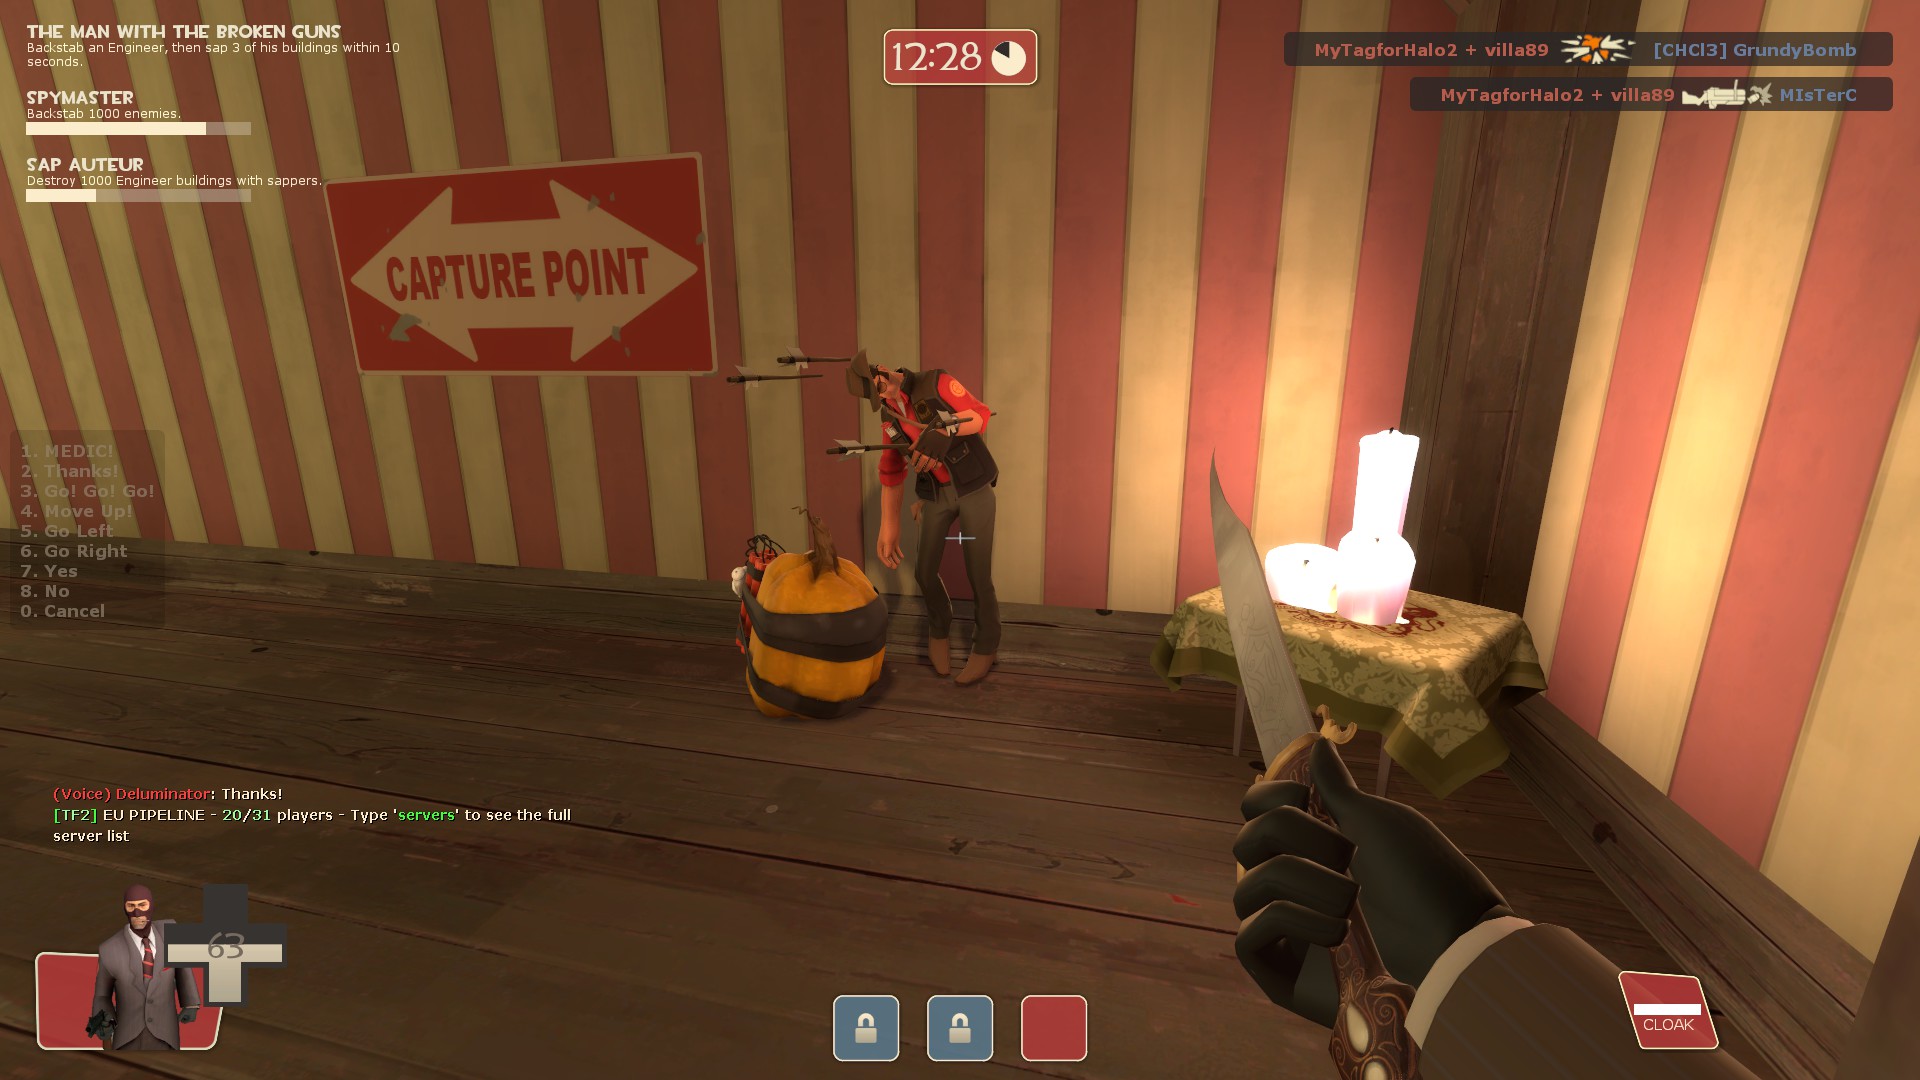 THE MAN WITH THE BROKEN GUNS
Backstab an Engineer, then sap 3 of his buildings within 10
seconds.
SPYMASTER
Backstab 1000 enemies.
SAP AUTEUR
Destroy 1000 Engineer buildings with sappers.
12:28
MyTagforHalo2 + villa89 [CHCl3] GrundyBomb
MyTagforHalo2 + villa89 MIsTerC
CAPTURE POINT
1. MEDIC!
2. Thanks!
3. Go! Go! Go!
4. Move Up!
5. Go Left
6. Go Right
7. Yes
8. No
0. Cancel
(Voice) Deluminator: Thanks!
[TF2] EU PIPELINE - 20/31 players - Type 'servers' to see the full
server list
63
CLOAK